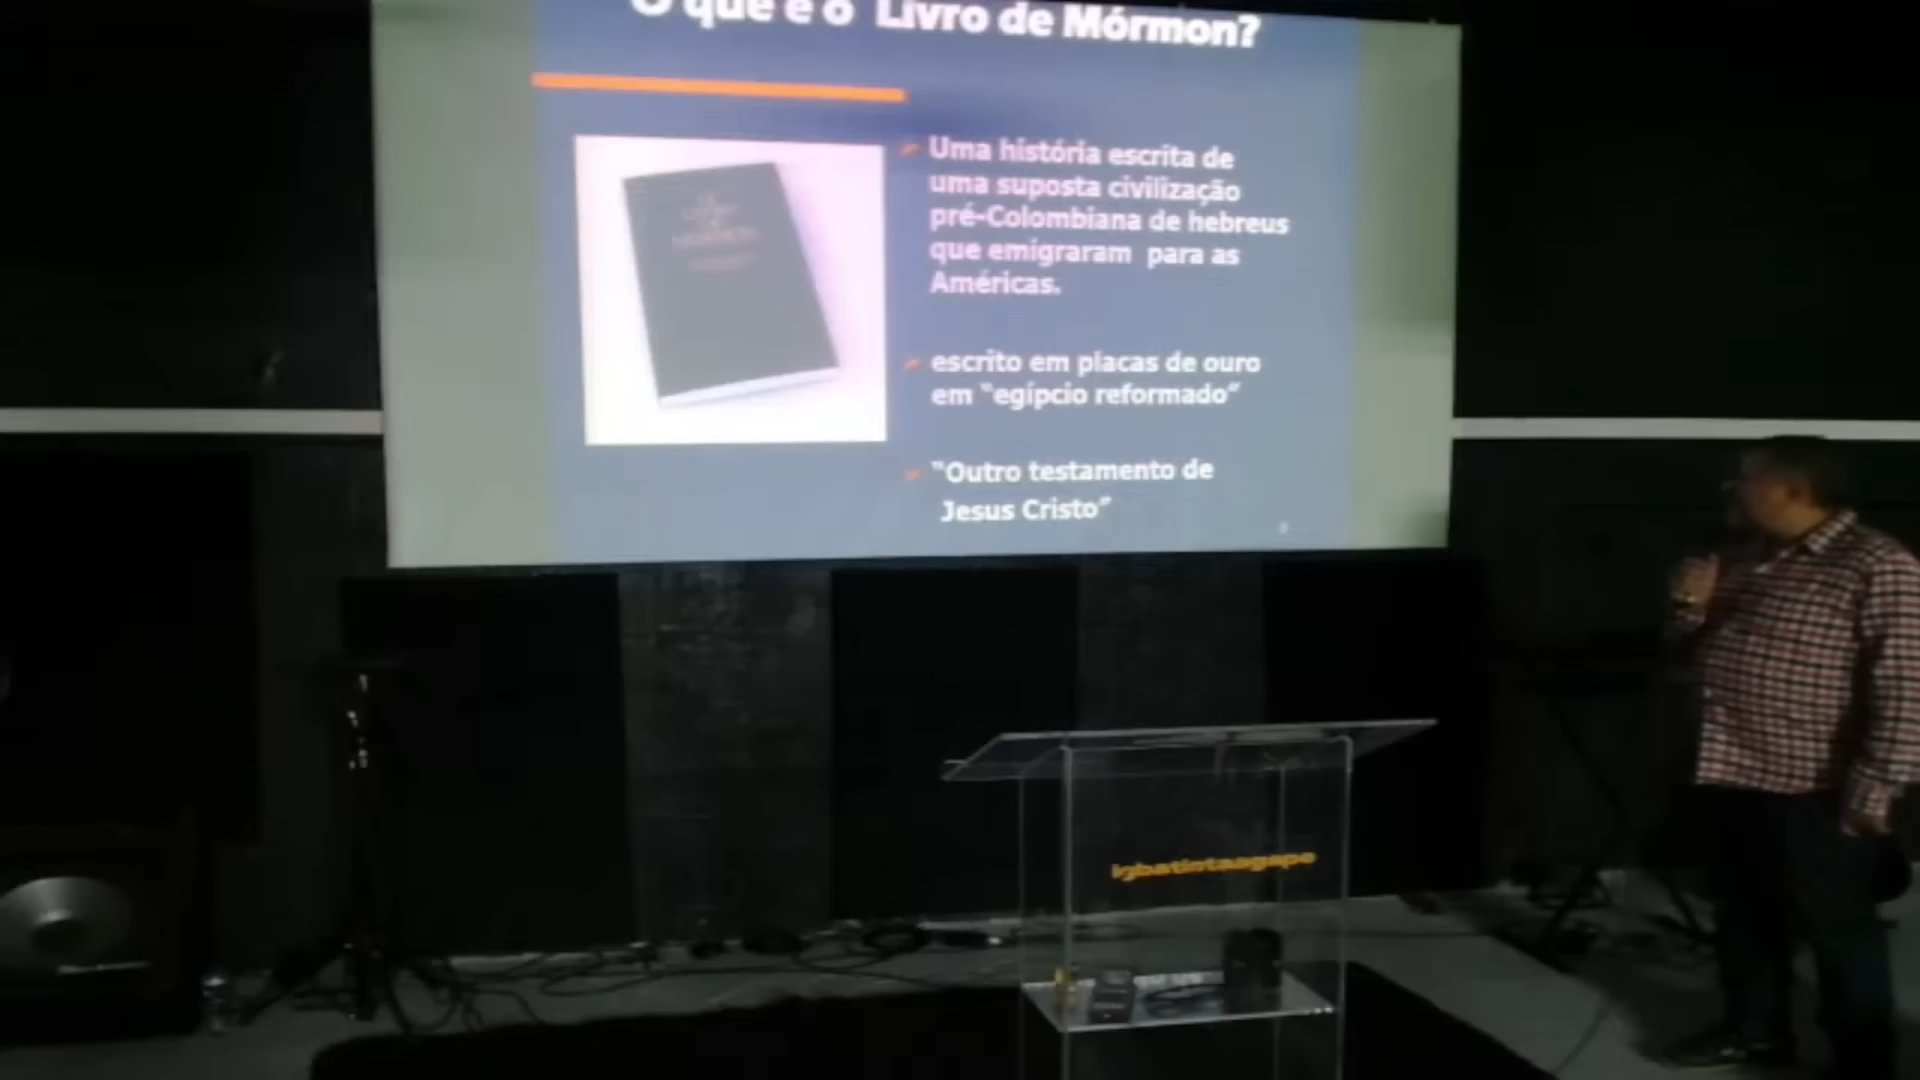 O que é o Livro de Mórmon?
Uma história escrita de
uma suposta civilização
pré-Colombiana de hebreus
que emigraram para as
Américas.
escrito em placas de ouro
em “egípcio reformado”
“Outro testamento de
Jesus Cristo”
igbatistaagape